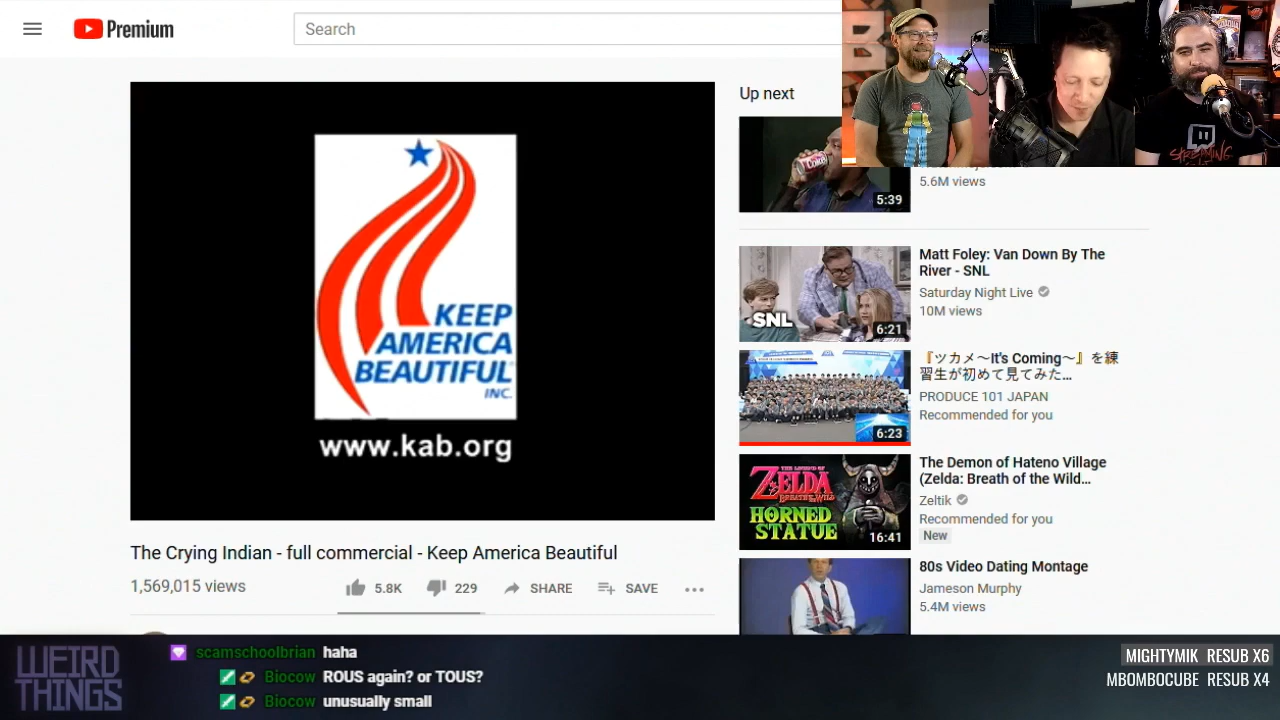 Premium
Search
KEEP
AMERICA
BEAUTIFUL
INC.
www.kab.org
The Crying Indian - full commercial - Keep America Beautiful
1,569,015 views
5.8K
229
SHARE
SAVE
Up next
Coke
5:39
5.6M views
SNL
6:21
Matt Foley: Van Down By The
River - SNL
Saturday Night Live
10M views
6:23
『ツカメ～It's Coming～』を練
習生が初めて見てみた...
PRODUCE 101 JAPAN
Recommended for you
ZELDA
BREATH OF THE WILD
HORNED
STATUE
16:41
The Demon of Hateno Village
(Zelda: Breath of the Wild...
Zeltik
Recommended for you
New
80s Video Dating Montage
Jameson Murphy
5.4M views
WEIRD
THINGS
scamschoolbrian haha
Biocow ROUS again? or TOUS?
Biocow unusually small
MIGHTYMIK RESUB X6
MBOMBOCUBE RESUB X4